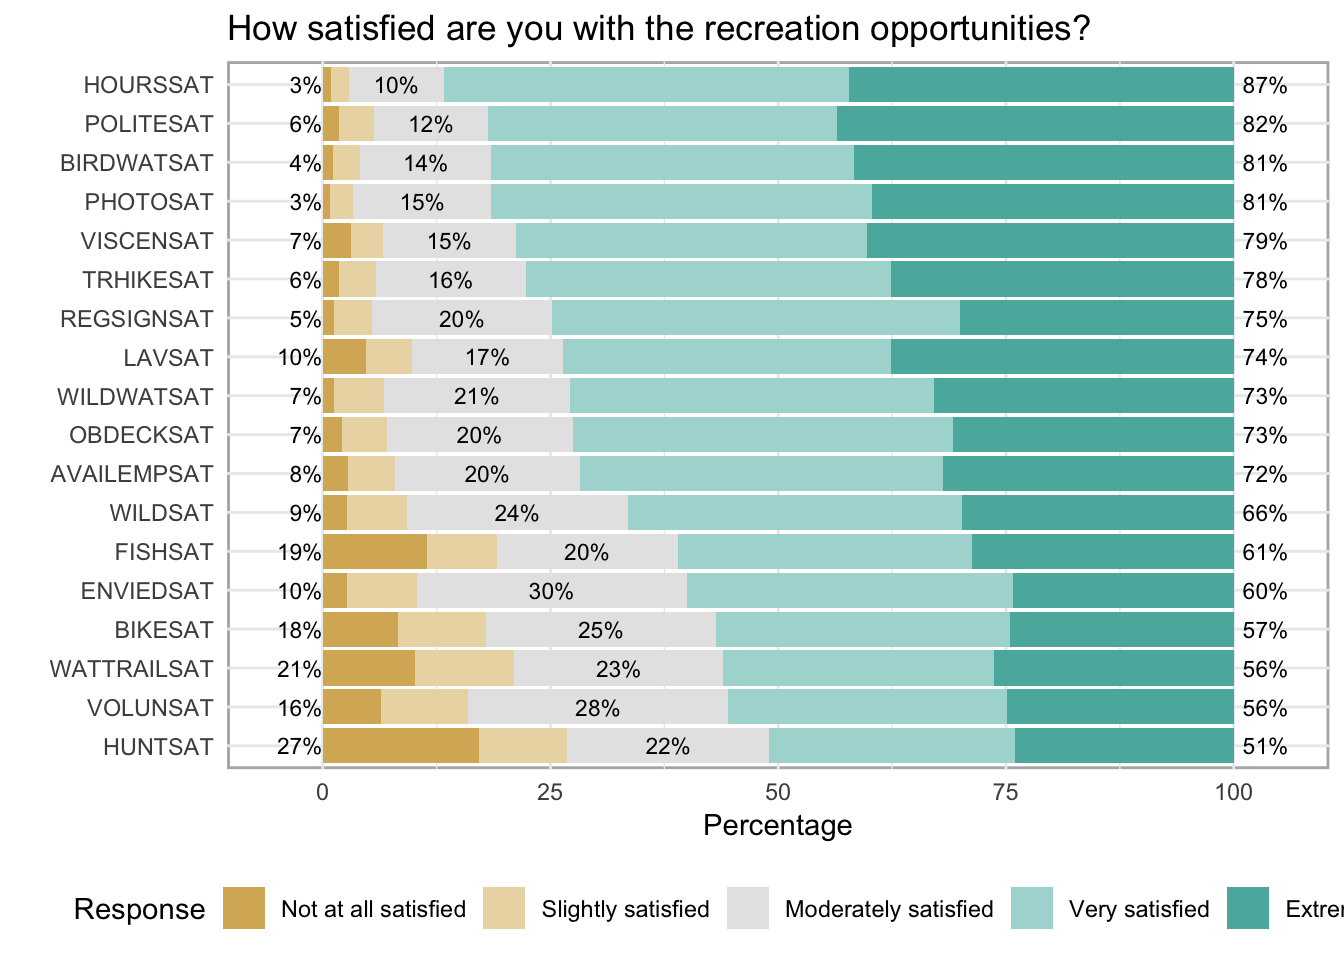 How satisfied are you with the recreation opportunities?
HOURSSAT 3% 10% 87%
POLITESAT 6% 12% 82%
BIRDWATSAT 4% 14% 81%
PHOTOSAT 3% 15% 81%
VISCENSAT 7% 15% 79%
TRHIKESAT 6% 16% 78%
REGSIGNSAT 5% 20% 75%
LAVSAT 10% 17% 74%
WILDWATSAT 7% 21% 73%
OBDECKSAT 7% 20% 73%
AVAILEMPSAT 8% 20% 72%
WILDSAT 9% 24% 66%
FISHSAT 19% 20% 61%
ENVIEDSAT 10% 30% 60%
BIKESAT 18% 25% 57%
WATTRAILSAT 21% 23% 56%
VOLUNSAT 16% 28% 56%
HUNTSAT 27% 22% 51%
0 25 50 75 100
Percentage
Response Not at all satisfied Slightly satisfied Moderately satisfied Very satisfied Extrer